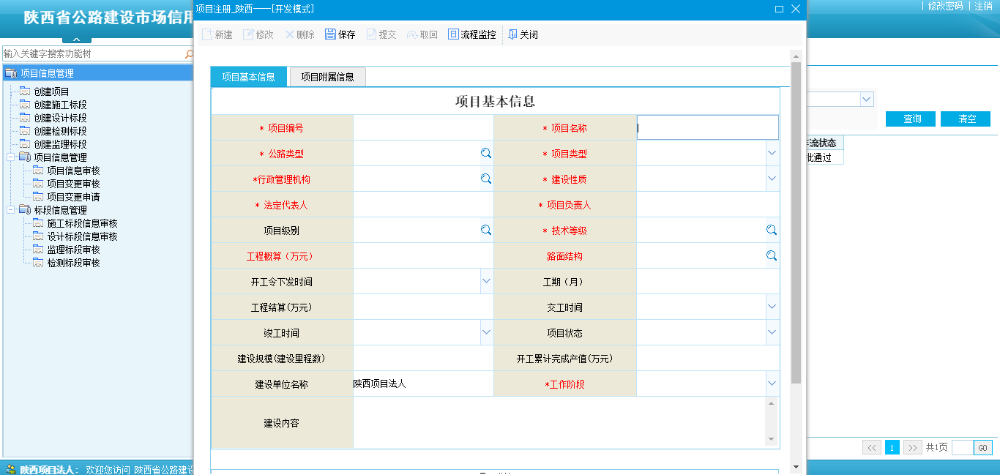 陕西省公路建设市场信用
修改密码 | 注销
输入关键字搜索功能树
项目信息管理
创建项目
创建施工标段
创建设计标段
创建检测标段
创建监理标段
项目信息管理
项目信息审核
项目变更审核
项目变更申请
标段信息管理
施工标段信息审核
设计标段信息审核
监理标段审核
检测标段审核
项目注册_陕西——[开发模式]
新建 修改 删除 保存 提交 取回 流程监控 关闭
项目基本信息 项目附属信息
项目基本信息
* 项目编号 * 项目名称
* 公路类型 * 项目类型
*行政管理机构 * 建设性质
* 法定代表人 * 项目负责人
项目级别 * 技术等级
工程概算（万元） 路面结构
开工令下发时间 工期（月）
工程结算(万元) 交工时间
竣工时间 项目状态
建设规模(建设里程数) 开工累计完成产值(万元)
建设单位名称 陕西项目法人 *工作阶段
建设内容
查询 清空
流状态
批通过
<< 1 >> 共1页 GO
陕西项目法人: 欢迎您访问 陕西省公路建设